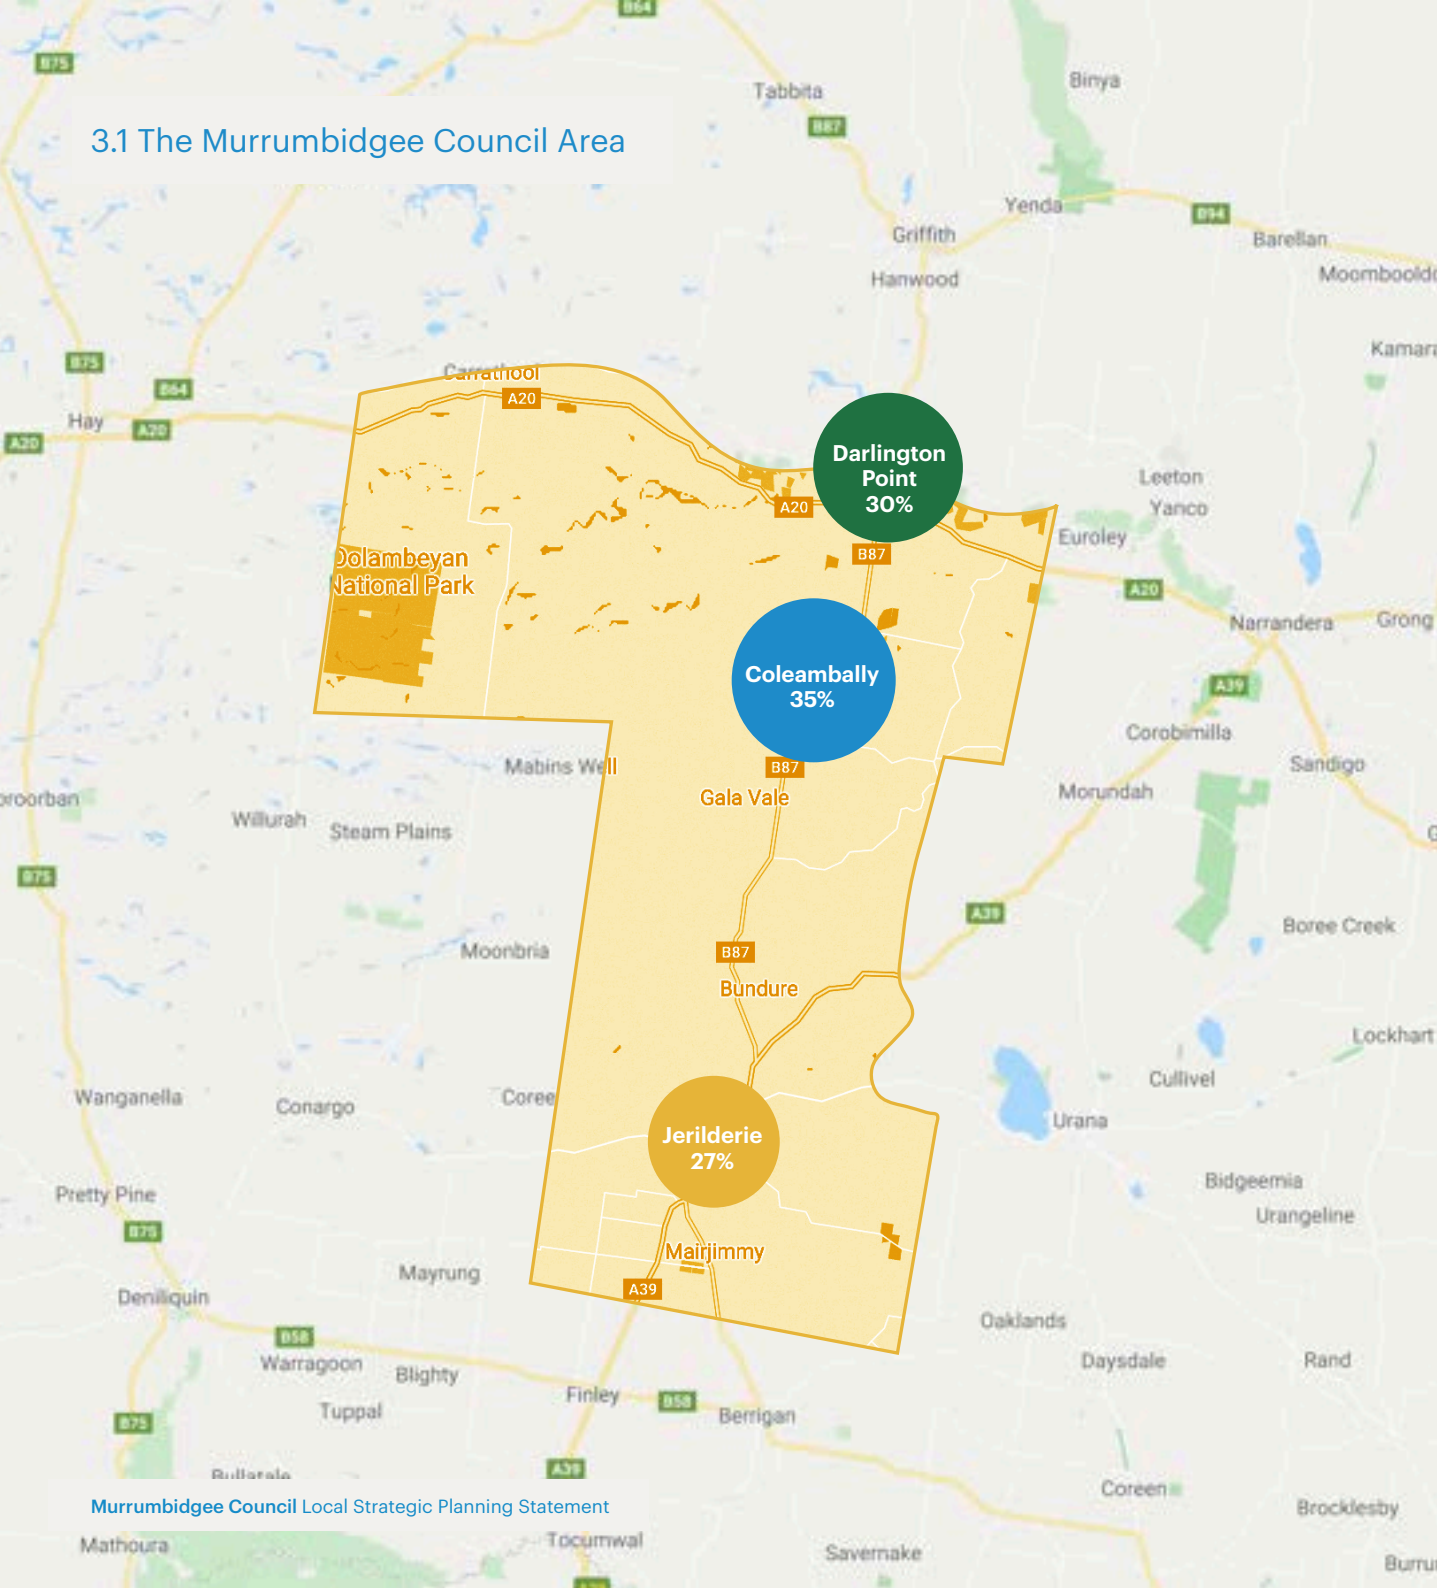 B64
B75
Tabbita
Binya
B87
3.1 The Murrumbidgee Council Area
Yenda
B94
Griffith
Barellan
Hanwood
Kamara
B75
Carrathool
B64
A20
Hay
A20
A20
Darlington
Point
30%
Leeton
A20
Yanco
Euroley
B87
Oolambeyan
National Park
A20
Narrandera
Grong
Coleambally
35%
A39
Corobimilla
Mabins Well
B87
Sandigo
Gala Vale
Morundah
Willurah
Steam Plains
B75
A39
Boree Creek
Moonbria
B87
Bundure
Lockhart
Cullivel
Wanganella
Conargo
Coree
Urana
Jerilderie
27%
Pretty Pine
Bidgeemia
Urangeline
B75
Mairjimmy
Mayrung
A39
Deniliquin
Oaklands
B58
Warragoon
Blighty
Daysdale
Rand
Finley
B58
Tuppal
Berrigan
B75
A39
Bullatale
Coreen
Murrumbidgee Council Local Strategic Planning Statement
Brocklesby
Mathoura
Tocumwal
Savernake